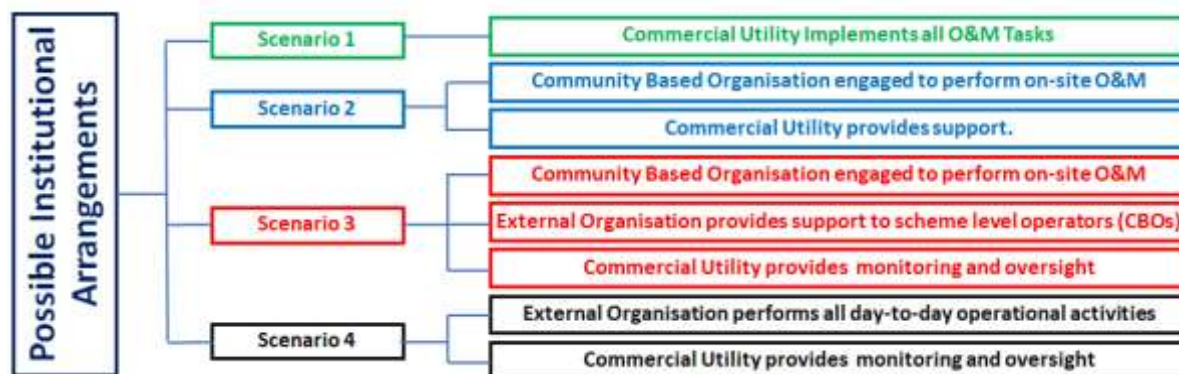 Possible Institutional
Arrangements
Scenario 1
Commercial Utility Implements all O&M Tasks
Scenario 2
Community Based Organisation engaged to perform on-site O&M
Commercial Utility provides support.
Scenario 3
Community Based Organisation engaged to perform on-site O&M
External Organisation provides support to scheme level operators (CBOs)
Commercial Utility provides monitoring and oversight
Scenario 4
External Organisation performs all day-to-day operational activities
Commercial Utility provides monitoring and oversight